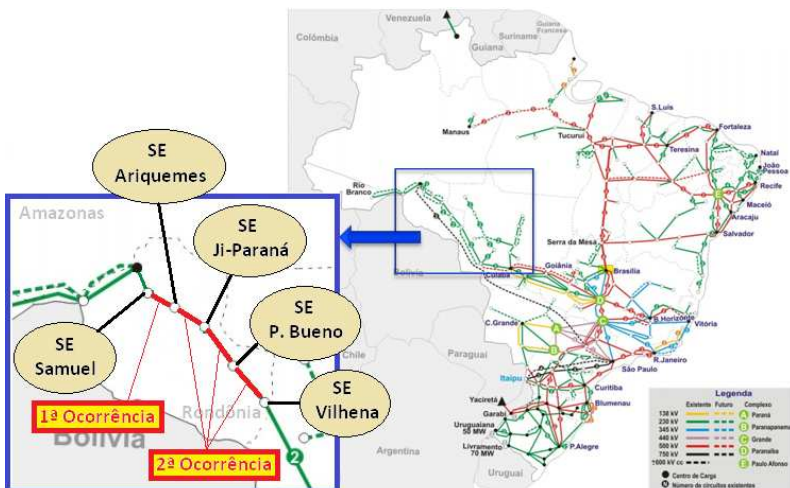 Venezuela
Colômbia
Guiana
Suriname
Guiana
Francesa
Manaus
Tucuruí
S.Luis
Fortaleza
Teresina
Natal
João
Pessoa
Recife
Maceió
Aracaju
Salvador
Rio
Branco
Serra da Mesa
Cuiabá
Goiânia
Brasília
Bolívia
C.Grande
B.Horizonte
Vitória
R.Janeiro
São Paulo
Chile
Paraguai
Itaipu
Curitiba
Blumenau
Yaciretá
Garabi
Uruguaiana
50 MW
Livramento
70 MW
P.Alegre
Argentina
Uruguai
A
B
C
D
E
Amazonas
SE
Ariquemes
SE
Ji-Paraná
SE
P. Bueno
SE
Samuel
SE
Vilhena
1ª Ocorrência
2ª Ocorrência
Rondônia
Bolívia
2
Legenda
Existente Futuro Complexo
138 kV A Paraná
230 kV B Paranapanema
345 kV C Grande
440 kV D Paranaíba
500 kV E Paulo Afonso
750 kV
±600 kV cc
Centro de Carga
N Número de circuitos existentes